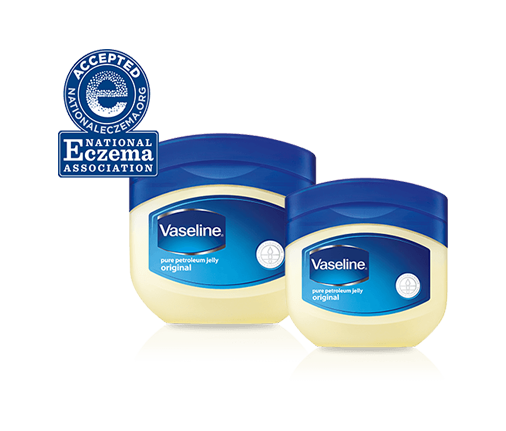 ACCEPTED
NATIONALECZEMA.ORG
e
NATIONAL
Eczema
ASSOCIATION
Vaseline®
pure petroleum jelly
original
Vaseline®
pure petroleum jelly
original